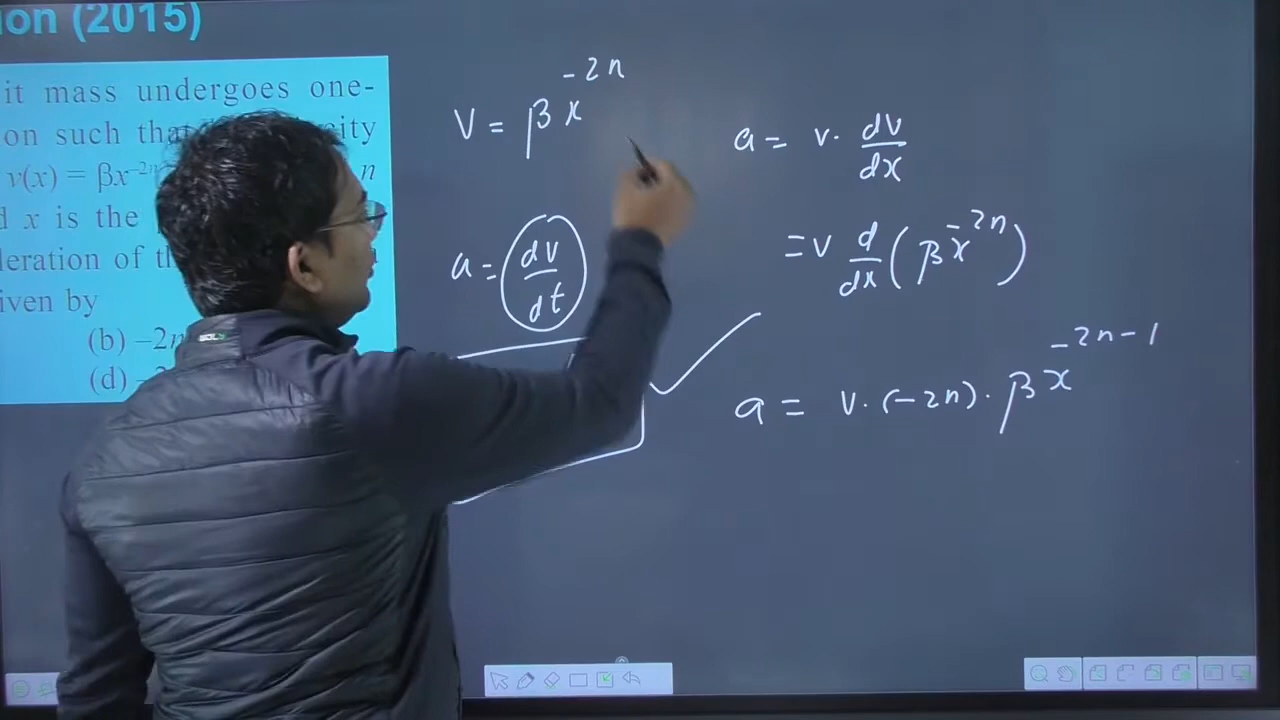 ion (2015)
it mass undergoes one-
on such that ity
v(x) = βx⁻²ⁿ n
d x is the
leration of th
iven by
(b) –2n
(d)
V = βx⁻²ⁿ
a = dv/dt
a = v· dv/dx
= v d/dx (βx⁻²ⁿ)
a = v·(-2n)·βx⁻²ⁿ⁻¹